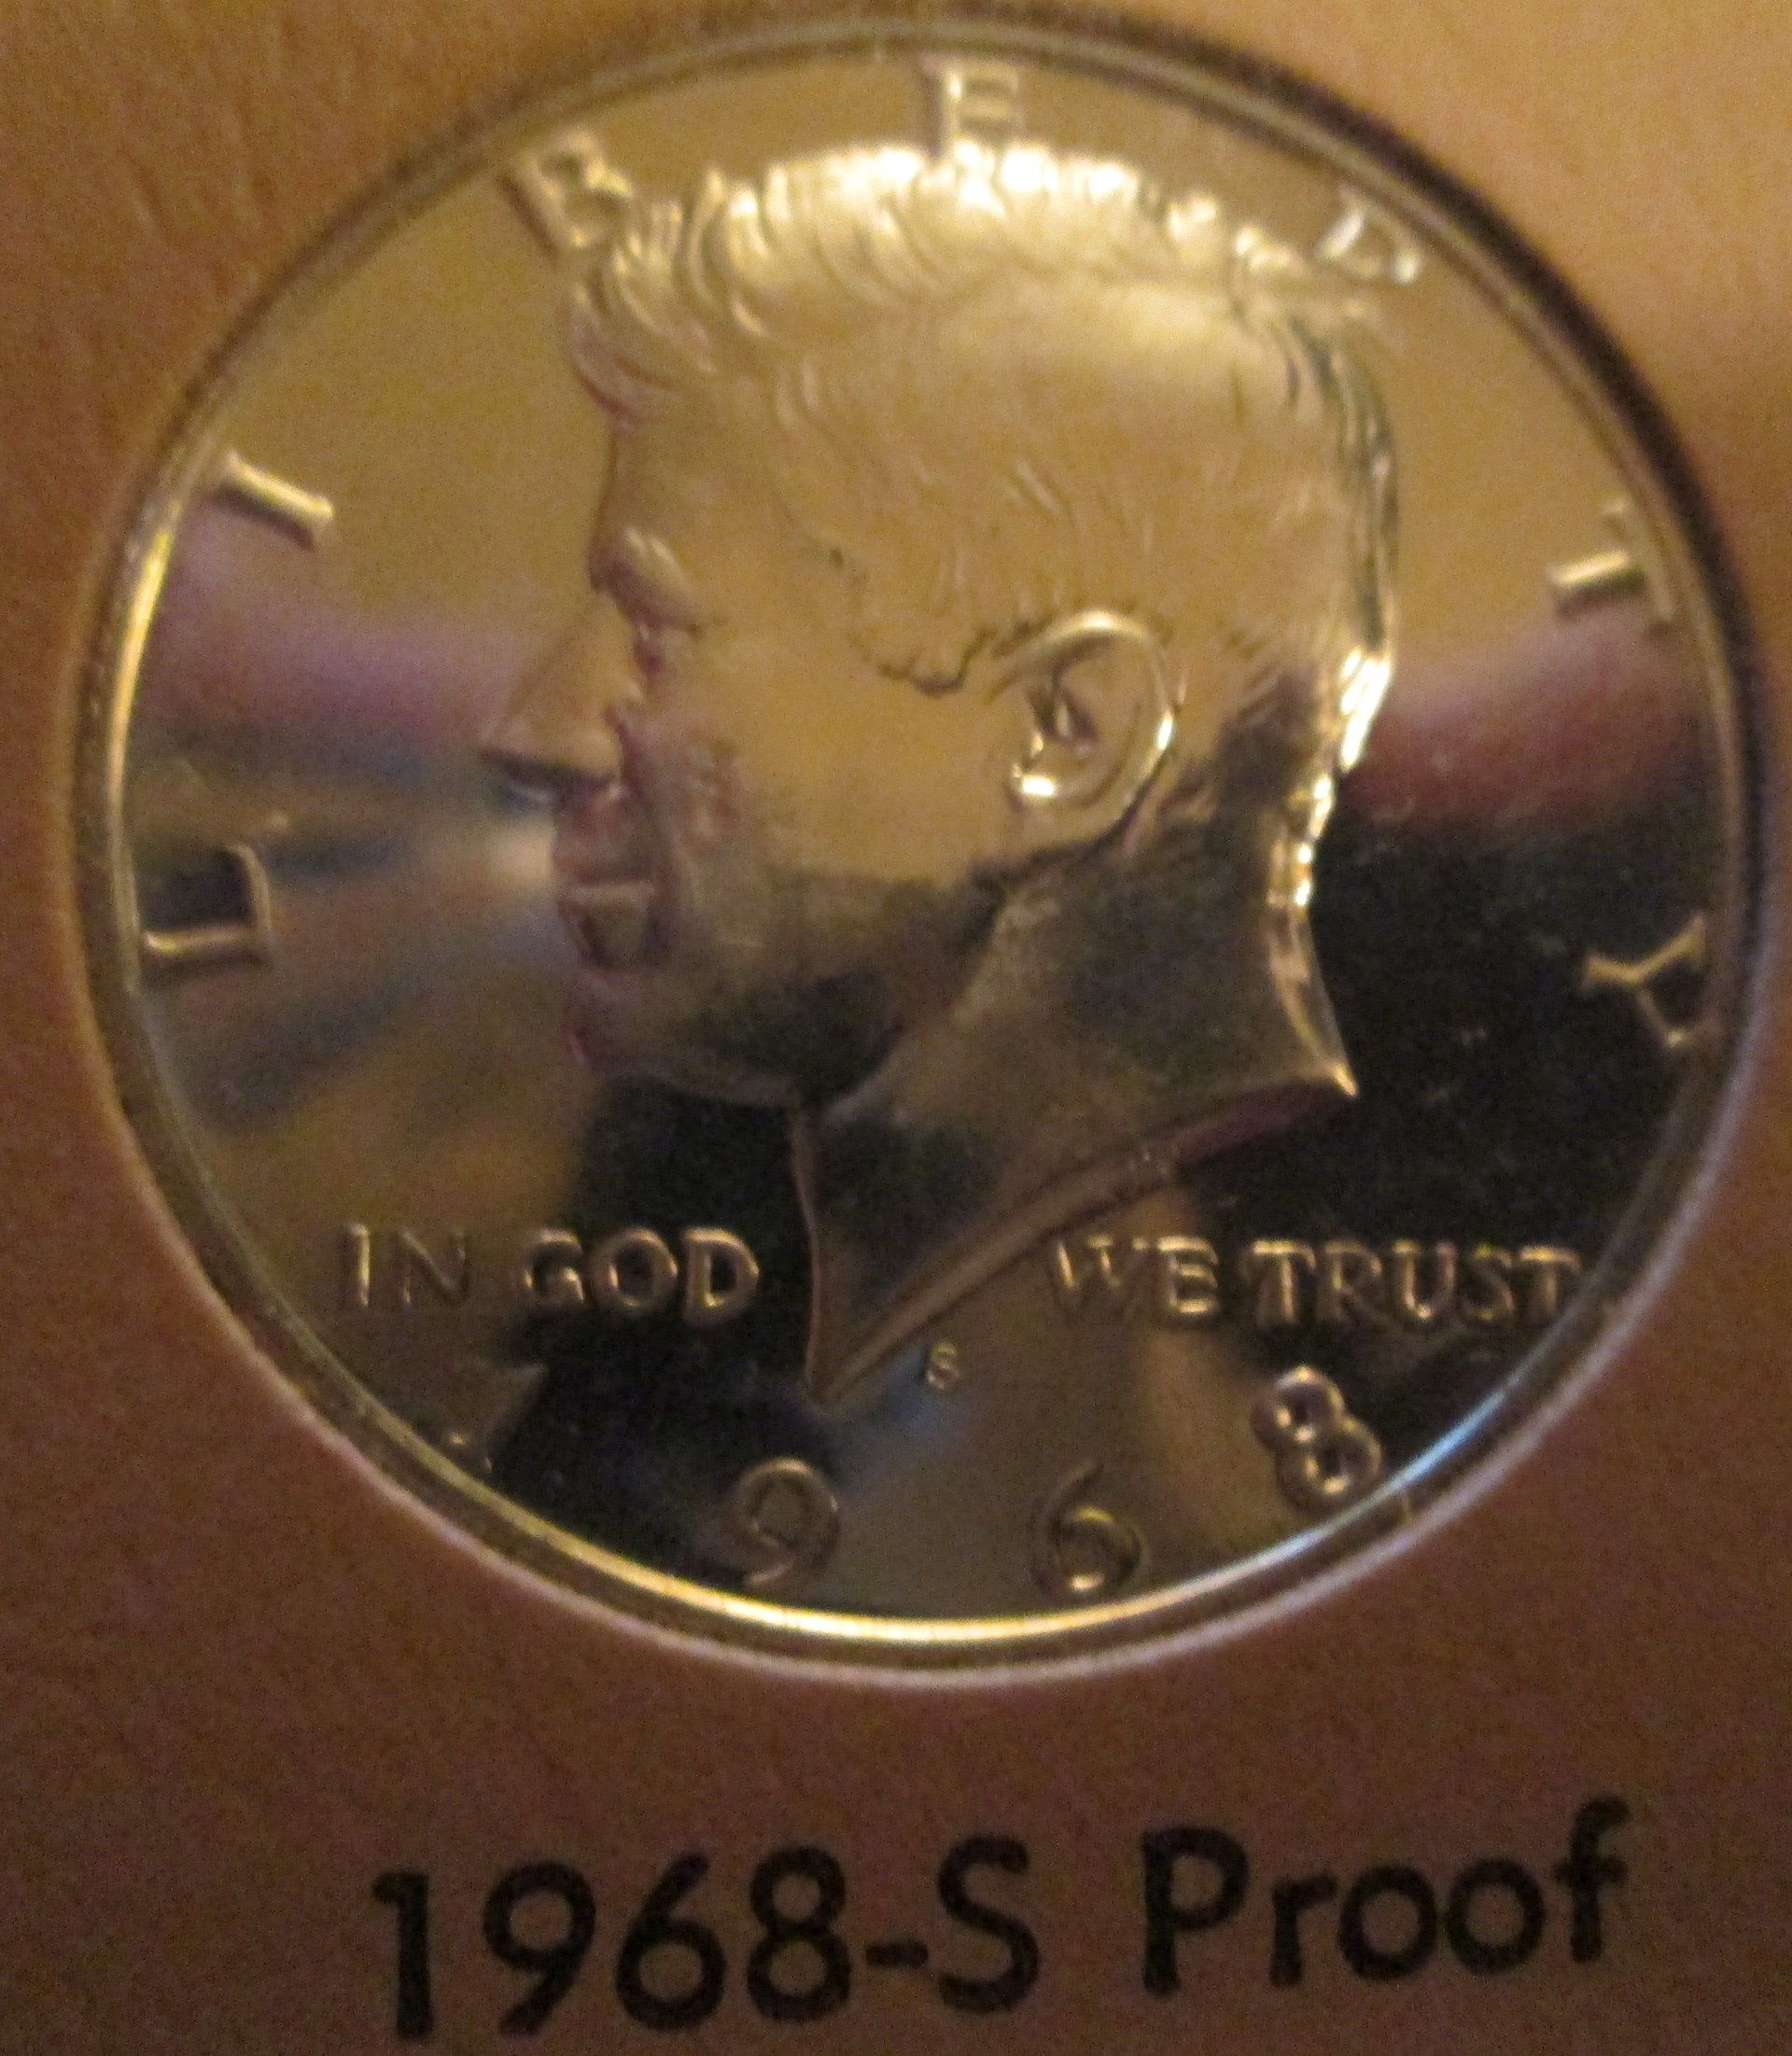 LIBERTY
IN GOD WE TRUST
S
1968
1968-S Proof